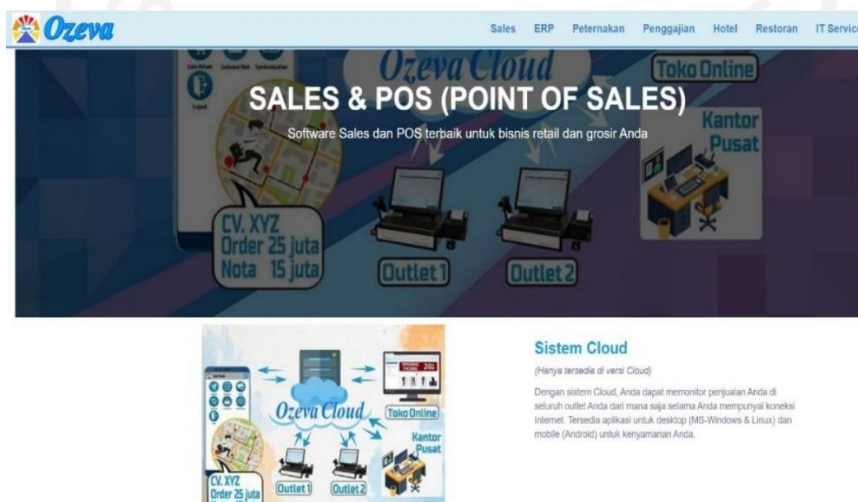 Ozeva
Sales ERP Peternakan Penggajian Hotel Restoran IT Service
Ozeva Cloud
Toko Online
SALES & POS (POINT OF SALES)
Software Sales dan POS terbaik untuk bisnis retail dan grosir Anda
Kantor
Pusat
CV. XYZ
Order 25 juta
Nota 15 juta
Outlet 1
Outlet 2
Logout
Sistem Cloud
(Hanya tersedia di versi Cloud)
Dengan sistem Cloud, Anda dapat memonitor penjualan Anda di
seluruh outlet Anda dari mana saja selama Anda mempunyai koneksi
Internet. Tersedia aplikasi untuk desktop (MS-Windows & Linux) dan
mobile (Android) untuk kenyamanan Anda.
Ozeva Cloud
Toko Online
Kantor
Pusat
CV. XYZ
Order 25 juta
Outlet 1
Outlet 2